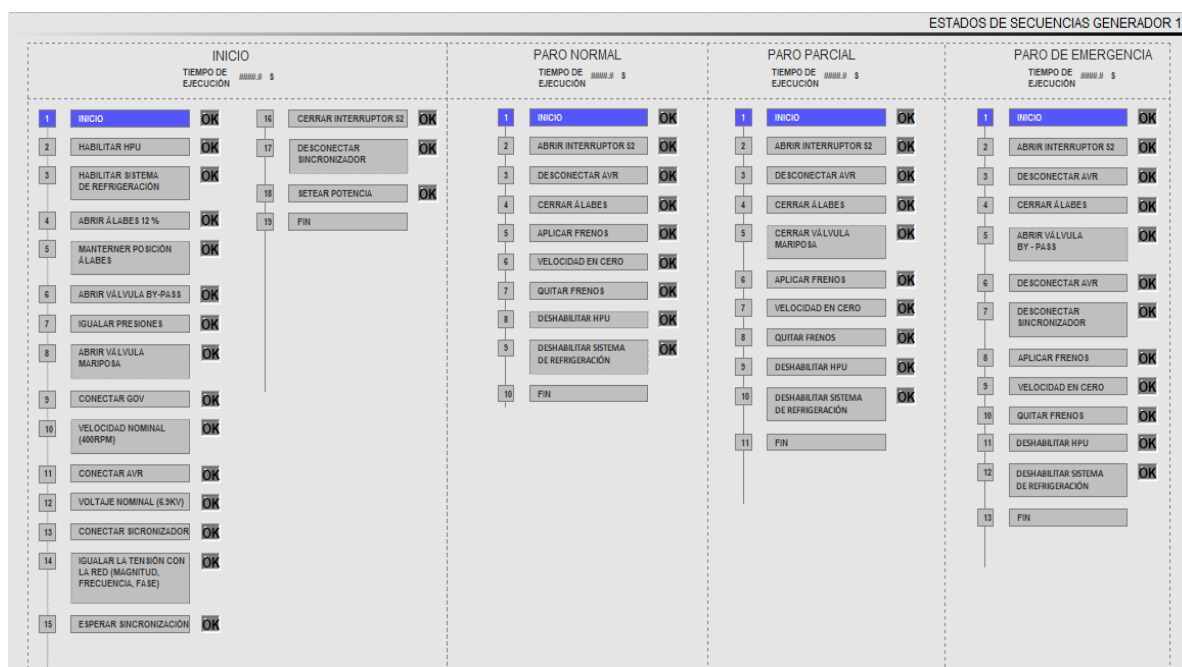 ESTADOS DE SECUENCIAS GENERADOR 1
INICIO
TIEMPO DE
EJECUCIÓN
####.# S
1 INICIO OK
2 HABILITAR HPU OK
3 HABILITAR SISTEMA
DE REFRIGERACIÓN
OK
4 ABRIR ÁLABES 12 % OK
5 MANTERNER POSICIÓN
ÁLABES
OK
6 ABRIR VÁLVULA BY-PASS OK
7 IGUALAR PRESIONES OK
8 ABRIR VÁLVULA
MARIPOSA
OK
9 CONECTAR GOV OK
10 VELOCIDAD NOMINAL
(400RPM)
OK
11 CONECTAR AVR OK
12 VOLTAJE NOMINAL (6.9KV) OK
13 CONECTAR SICRONIZADOR OK
14 IGUALAR LA TENSIÓN CON
LA RED (MAGNITUD,
FRECUENCIA, FASE)
OK
15 ESPERAR SINCRONIZACIÓN OK
16 CERRAR INTERRUPTOR 52 OK
17 DESCONECTAR
SINCRONIZADOR
OK
18 SETEAR POTENCIA OK
19 FIN
PARO NORMAL
TIEMPO DE
EJECUCIÓN
####.# S
1 INICIO OK
2 ABRIR INTERRUPTOR 52 OK
3 DESCONECTAR AVR OK
4 CERRAR ÁLABES OK
5 APLICAR FRENOS OK
6 VELOCIDAD EN CERO OK
7 QUITAR FRENOS OK
8 DESHABILITAR HPU OK
9 DESHABILITAR SISTEMA
DE REFRIGERACIÓN
OK
10 FIN
PARO PARCIAL
TIEMPO DE
EJECUCIÓN
####.# S
1 INICIO OK
2 ABRIR INTERRUPTOR 52 OK
3 DESCONECTAR AVR OK
4 CERRAR ÁLABES OK
5 CERRAR VÁLVULA
MARIPOSA
OK
6 APLICAR FRENOS OK
7 VELOCIDAD EN CERO OK
8 QUITAR FRENOS OK
9 DESHABILITAR HPU OK
10 DESHABILITAR SISTEMA
DE REFRIGERACIÓN
OK
11 FIN
PARO DE EMERGENCIA
TIEMPO DE
EJECUCIÓN
####.# S
1 INICIO OK
2 ABRIR INTERRUPTOR 52 OK
3 DESCONECTAR AVR OK
4 CERRAR ÁLABES OK
5 ABRIR VÁLVULA
BY - PASS
OK
6 DESCONECTAR AVR OK
7 DESCONECTAR
SINCRONIZADOR
OK
8 APLICAR FRENOS OK
9 VELOCIDAD EN CERO OK
10 QUITAR FRENOS OK
11 DESHABILITAR HPU OK
12 DESHABILITAR SISTEMA
DE REFRIGERACIÓN
OK
13 FIN